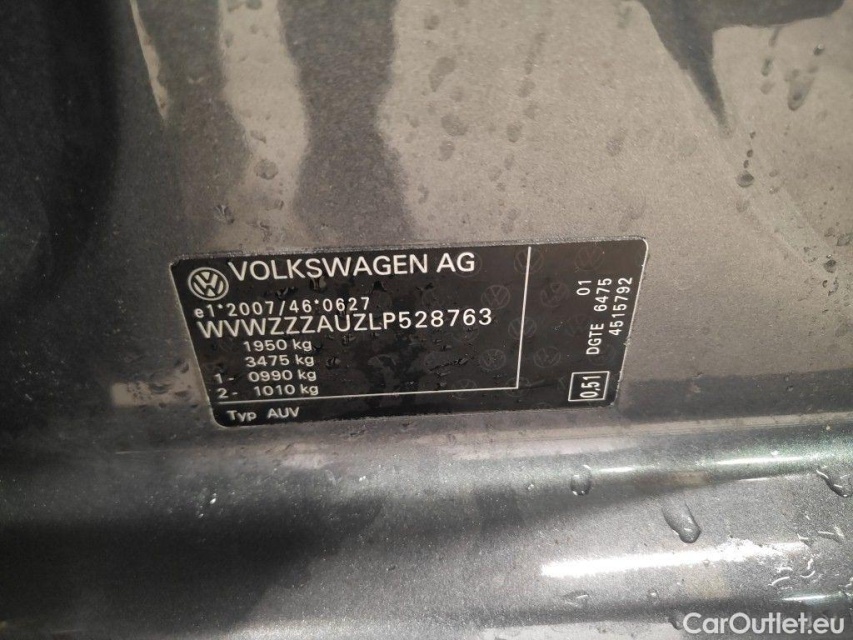 VOLKSWAGEN AG
e1*2007/46*0627
WVWZZZAUZLP528763
1950 kg
3475 kg
1- 0990 kg
2- 1010 kg
Typ AUV
01
DGTE 6475
4515792
0,51
CarOutlet.eu